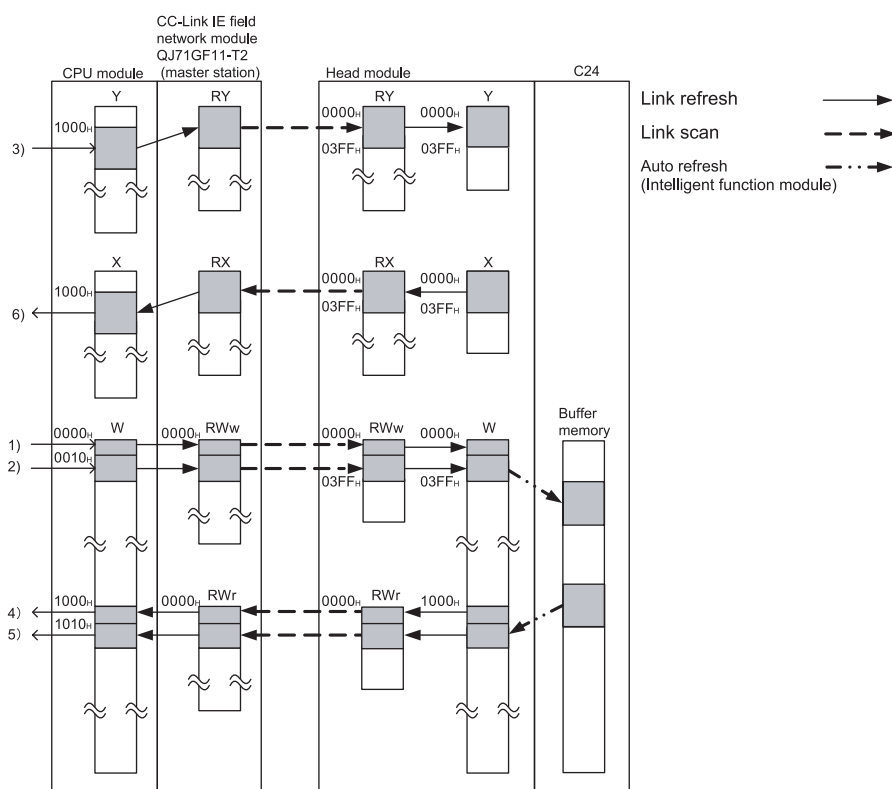 CC-Link IE field
network module
QJ71GF11-T2
(master station)
CPU module
Head module
C24
Y
RY
RY
Y
1000H
0000H
0000H
3)
03FFH
03FFH
Link refresh
Link scan
Auto refresh
(Intelligent function module)
X
RX
RX
X
1000H
0000H
0000H
6)
03FFH
03FFH
W
RWw
RWw
W
Buffer
memory
1)
0000H
0000H
0000H
0000H
2)
0010H
03FFH
03FFH
RWr
RWr
4)
1000H
0000H
0000H
1000H
5)
1010H